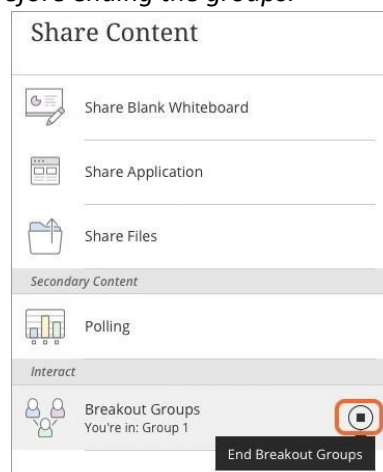 efore ending the groups.
Share Content
Share Blank Whiteboard
Share Application
Share Files
Secondary Content
Polling
Interact
Breakout Groups
You're in: Group 1
End Breakout Groups